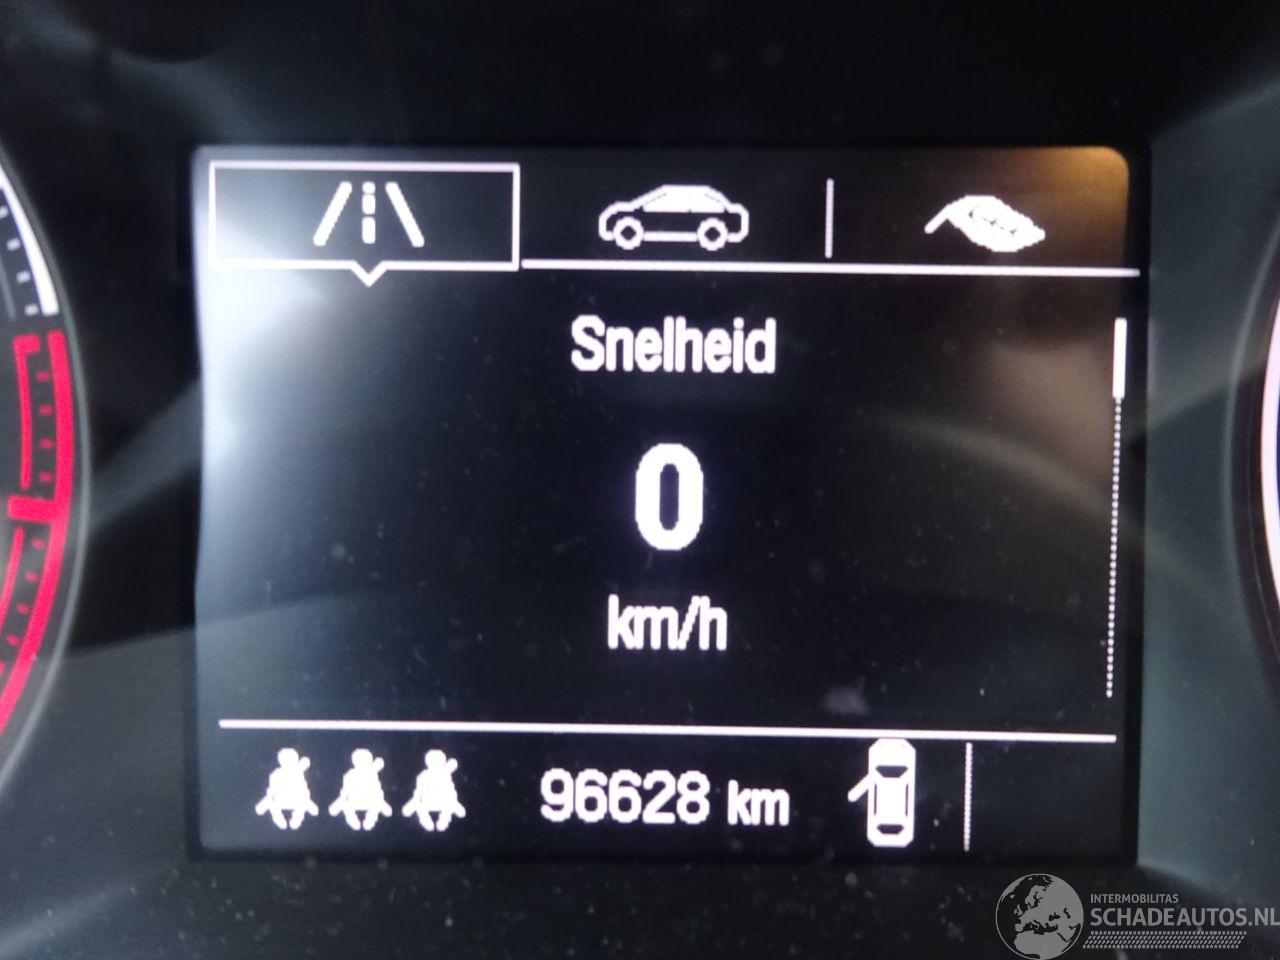 Snelheid
0
km/h
96628 km
INTERMOBILITAS
SCHADEAUTOS.NL